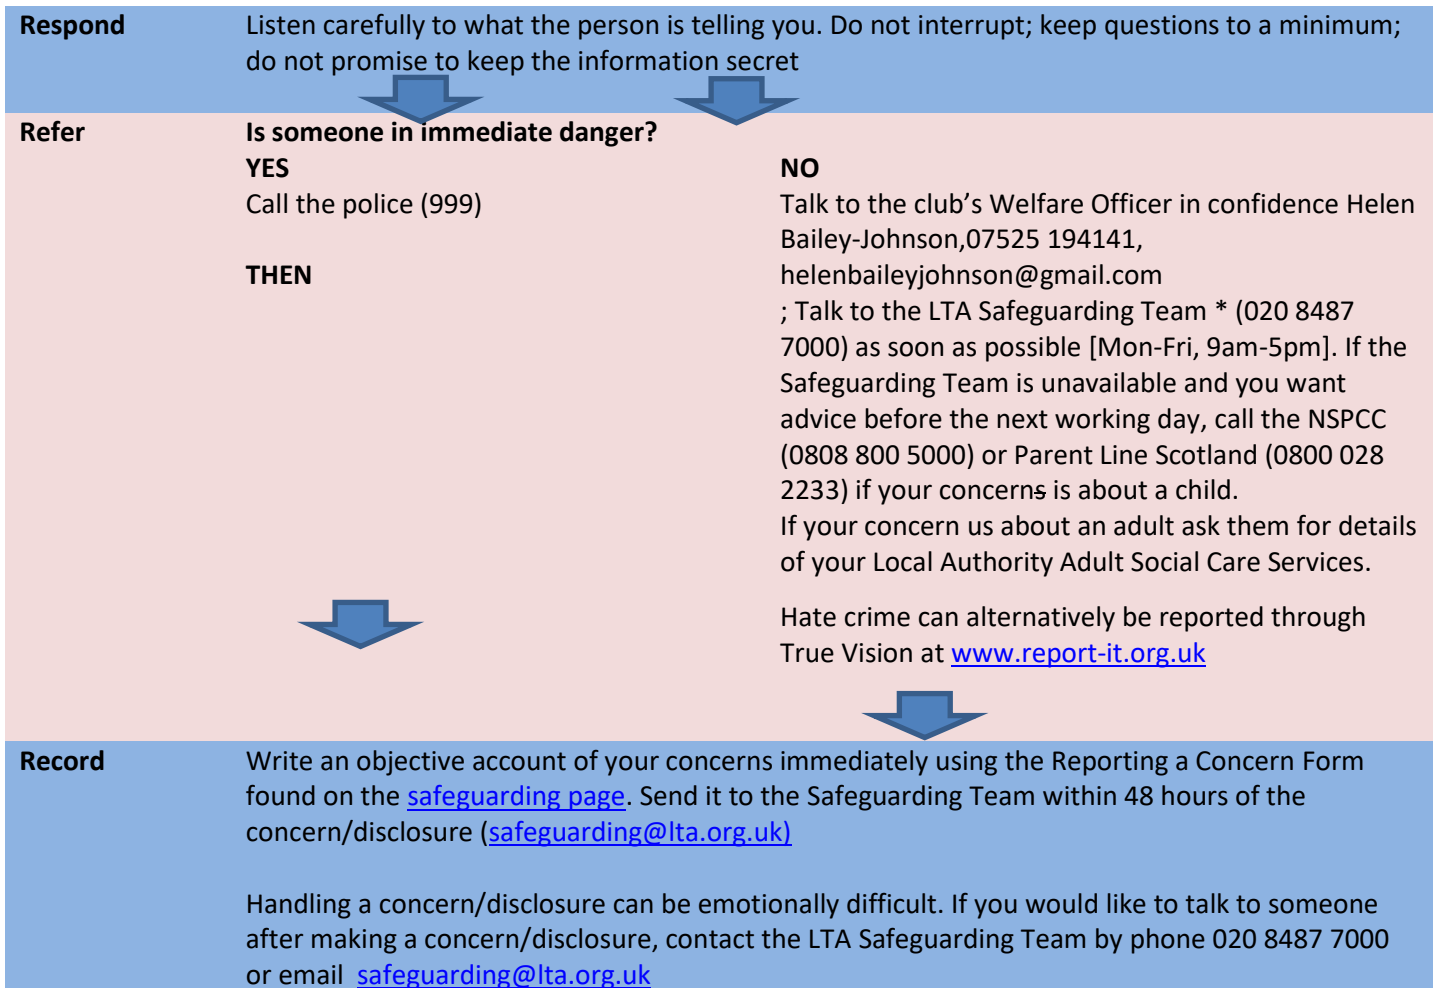 Respond
Listen carefully to what the person is telling you. Do not interrupt; keep questions to a minimum;
do not promise to keep the information secret
Refer
Is someone in immediate danger?
YES
Call the police (999)
THEN
NO
Talk to the club’s Welfare Officer in confidence Helen
Bailey-Johnson,07525 194141,
helenbaileyjohnson@gmail.com
; Talk to the LTA Safeguarding Team * (020 8487
7000) as soon as possible [Mon-Fri, 9am-5pm]. If the
Safeguarding Team is unavailable and you want
advice before the next working day, call the NSPCC
(0808 800 5000) or Parent Line Scotland (0800 028
2233) if your concerns is about a child.
If your concern us about an adult ask them for details
of your Local Authority Adult Social Care Services.
Hate crime can alternatively be reported through
True Vision at www.report-it.org.uk
Record
Write an objective account of your concerns immediately using the Reporting a Concern Form
found on the safeguarding page. Send it to the Safeguarding Team within 48 hours of the
concern/disclosure (safeguarding@lta.org.uk)
Handling a concern/disclosure can be emotionally difficult. If you would like to talk to someone
after making a concern/disclosure, contact the LTA Safeguarding Team by phone 020 8487 7000
or email safeguarding@lta.org.uk